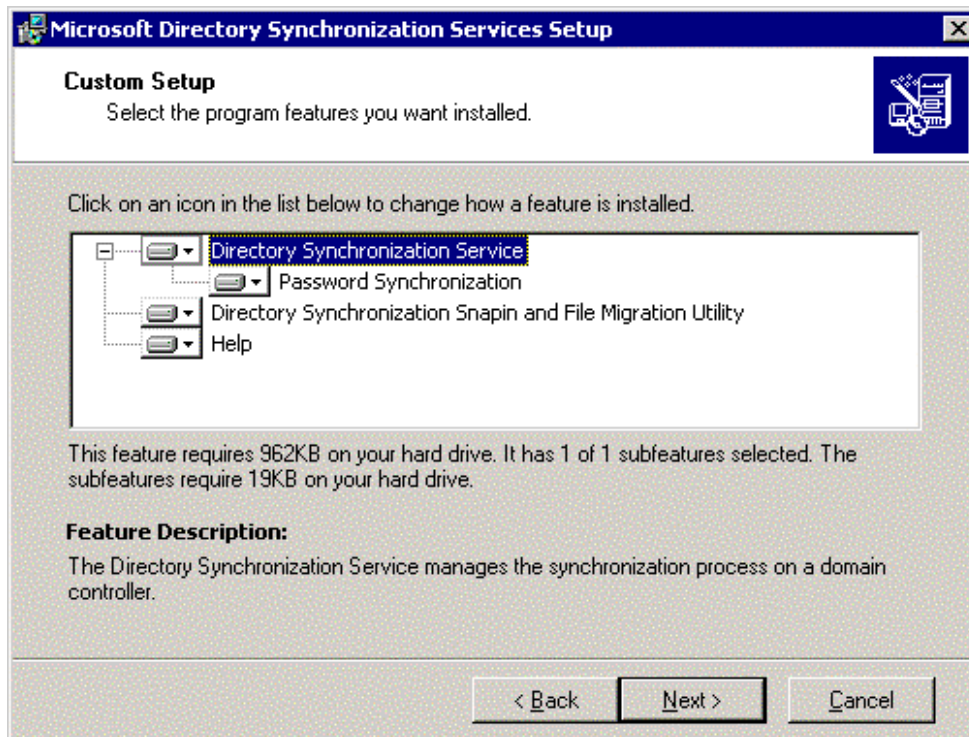 Microsoft Directory Synchronization Services Setup
Custom Setup
Select the program features you want installed.
Click on an icon in the list below to change how a feature is installed.
Directory Synchronization Service
Password Synchronization
Directory Synchronization Snapin and File Migration Utility
Help
This feature requires 962KB on your hard drive. It has 1 of 1 subfeatures selected. The
subfeatures require 19KB on your hard drive.
Feature Description:
The Directory Synchronization Service manages the synchronization process on a domain
controller.
< Back
Next >
Cancel